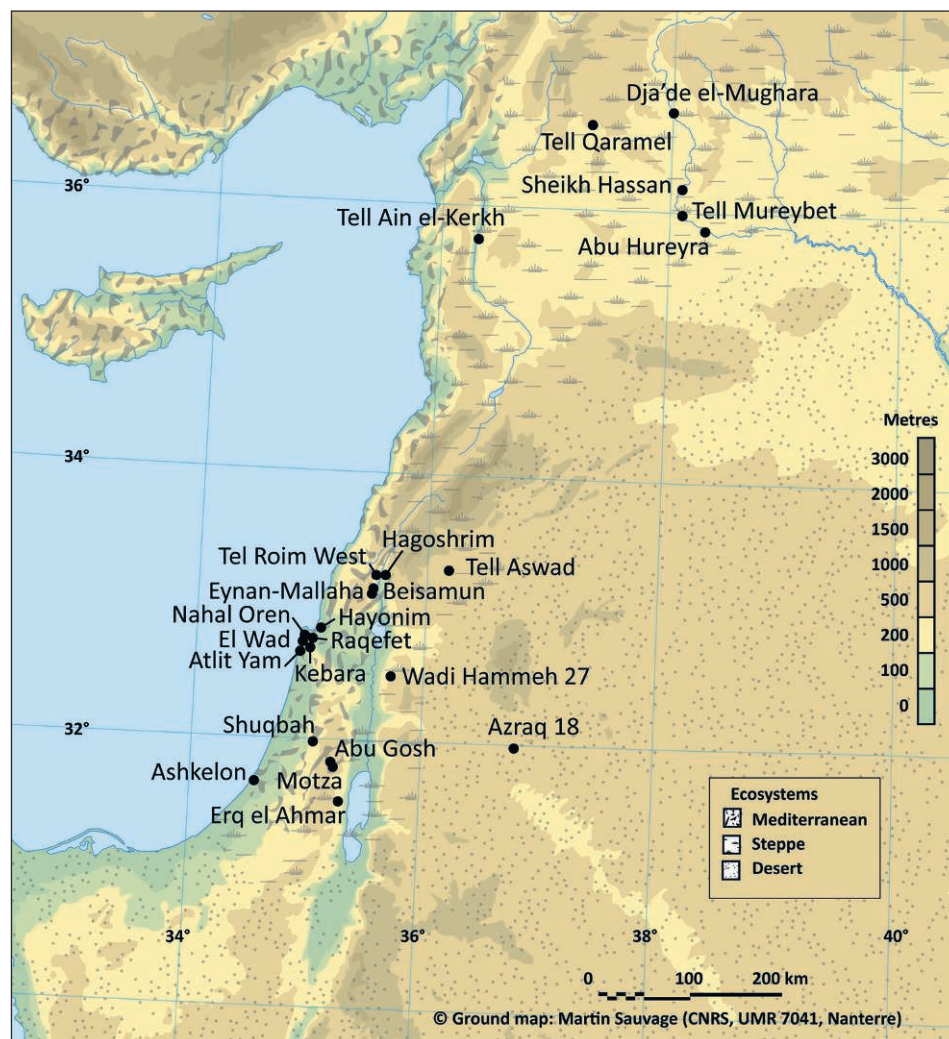 Dja’de el-Mughara
Tell Qaramel
36°
Sheikh Hassan
Tell Ain el-Kerkh
Tell Mureybet
Abu Hureyra
Metres
3000
2000
1500
1000
500
200
100
0
34°
Hagoshrim
Tel Roim West
Tell Aswad
Eynan-Mallaha
Beisamun
Nahal Oren
Hayonim
El Wad
Raqefet
Atlit Yam
Kebara
Wadi Hammeh 27
32°
Shuqbah
Azraq 18
Abu Gosh
Ashkelon
Motza
Erq el Ahmar
Ecosystems
Mediterranean
Steppe
Desert
34°
36°
38°
40°
0 100 200 km
© Ground map: Martin Sauvage (CNRS, UMR 7041, Nanterre)